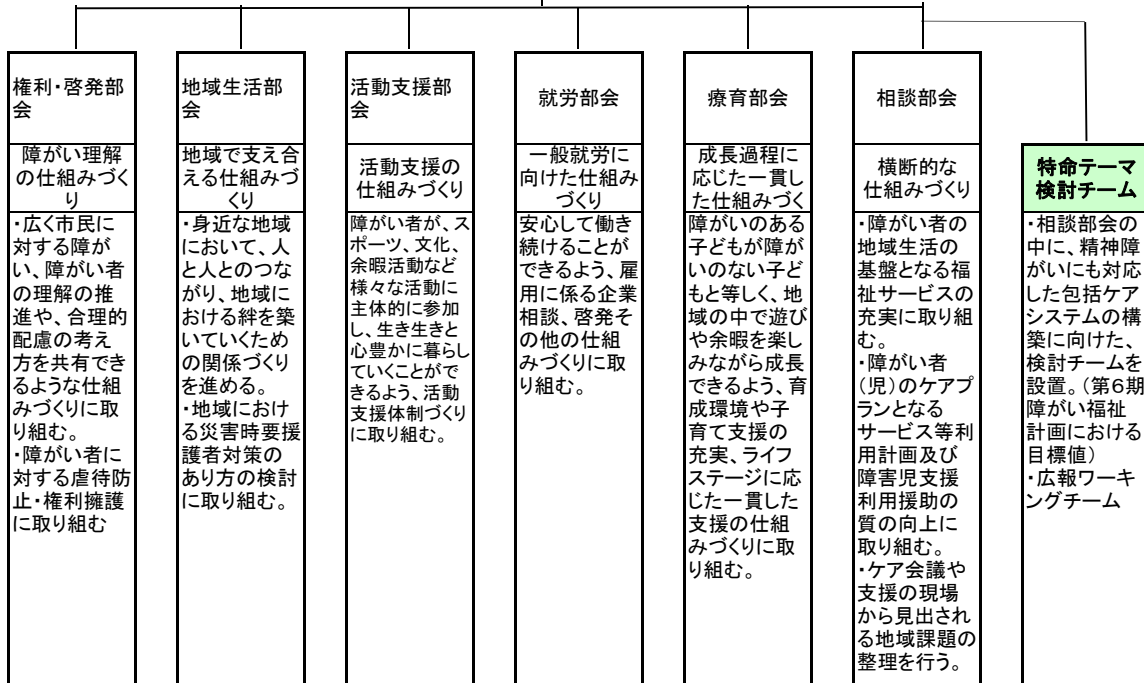 権利・啓発部
会
障がい理解
の仕組みづく
り
・広く市民に
対する障が
い、障がい者
の理解の推
進や、合理的
配慮の考え
方を共有でき
るような仕組
みづくりに取
り組む。
・障がい者に
対する虐待防
止・権利擁護
に取り組む
地域生活部
会
地域で支え合
える仕組みづ
くり
・身近な地域
において、人
と人とのつな
がり、地域に
おける絆を築
いていくため
の関係づくり
を進める。
・地域におけ
る災害時要援
護者対策の
あり方の検討
に取り組む。
活動支援部
会
活動支援の
仕組みづくり
障がい者が、ス
ポーツ、文化、
余暇活動など
様々な活動に
主体的に参加
し、生き生きと
心豊かに暮らし
ていくことがで
きるよう、活動
支援体制づくり
に取り組む。
就労部会
一般就労に
向けた仕組み
づくり
安心して働き
続けることが
できるよう、雇
用に係る企業
相談、啓発そ
の他の仕組
みづくりに取
り組む。
療育部会
成長過程に
応じた一貫し
た仕組みづく
障がいのある
子どもが障が
いのない子ど
もと等しく、地
域の中で遊び
や余暇を楽し
みながら成長
できるよう、育
成環境や子
育て支援の
充実、ライフ
ステージに応
じた一貫した
支援の仕組
みづくりに取
り組む。
相談部会
横断的な
仕組みづくり
・障がい者の
地域生活の
基盤となる福
祉サービスの
充実に取り組
む。
・障がい者
(児)のケアプ
ランとなる
サービス等利
用計画及び
障害児支援
利用援助の
質の向上に
取り組む。
・ケア会議や
支援の現場
から見出され
る地域課題の
整理を行う。
特命テーマ
検討チーム
・相談部会の
中に、精神障
がいにも対応
した包括ケア
システムの構
築に向けた、
検討チームを
設置。(第6期
障がい福祉
計画における
目標値)
・広報ワーキ
ングチーム